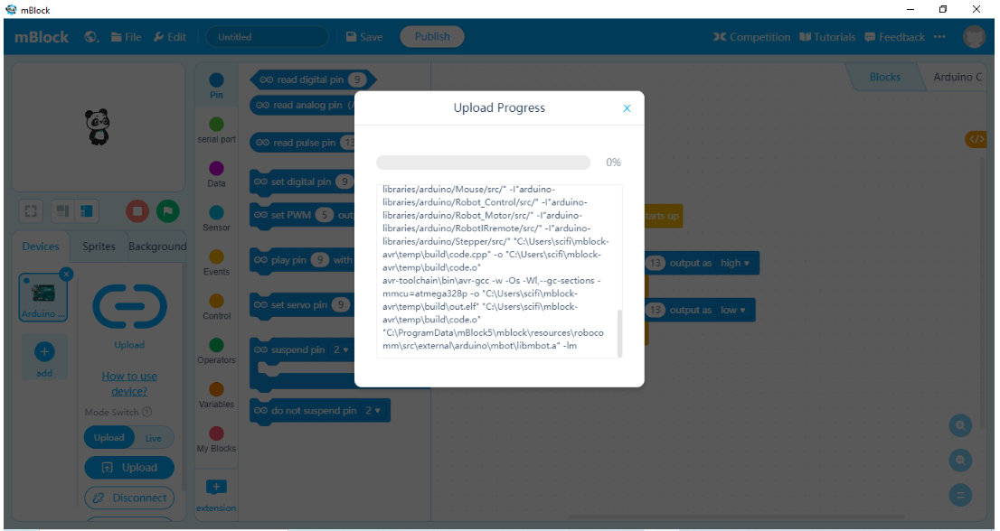 mBlock
mBlock
File
Edit
Untitled
Save
Publish
Competition
Tutorials
Feedback
Pin
serial port
Data
Sensor
Events
Control
Operators
Variables
My Blocks
extension
read digital pin 9
read analog pin (A
read pulse pin 13
set digital pin 9
set PWM 5 out
play pin 9 with
set servo pin 9
suspend pin 2
do not suspend pin 2
Blocks
Arduino C
</>
tarts up
13 output as high
13 output as low
Upload Progress
0%
libraries/arduino/Mouse/src/" -I"arduino-
libraries/arduino/Robot_Control/src/" -I"arduino-
libraries/arduino/Robot_Motor/src/" -I"arduino-
libraries/arduino/RobotIRremote/src/" -I"arduino-
libraries/arduino/Stepper/src/" "C:\Users\scifi\mblock-
avr\temp\build\code.cpp" -o "C:\Users\scifi\mblock-
avr\temp\build\code.o"
avr-toolchain\bin\avr-gcc -w -Os -Wl,--gc-sections -
mmcu=atmega328p -o "C:\Users\scifi\mblock-
avr\temp\build\out.elf" "C:\Users\scifi\mblock-
avr\temp\build\code.o"
"C:\ProgramData\mBlock5\mblock\resources\roboco
mm\src\external\arduino\mbot\libmbot.a" -lm
Devices
Sprites
Background
Arduino ...
add
Upload
How to use
device?
Mode Switch
Upload
Live
Upload
Disconnect